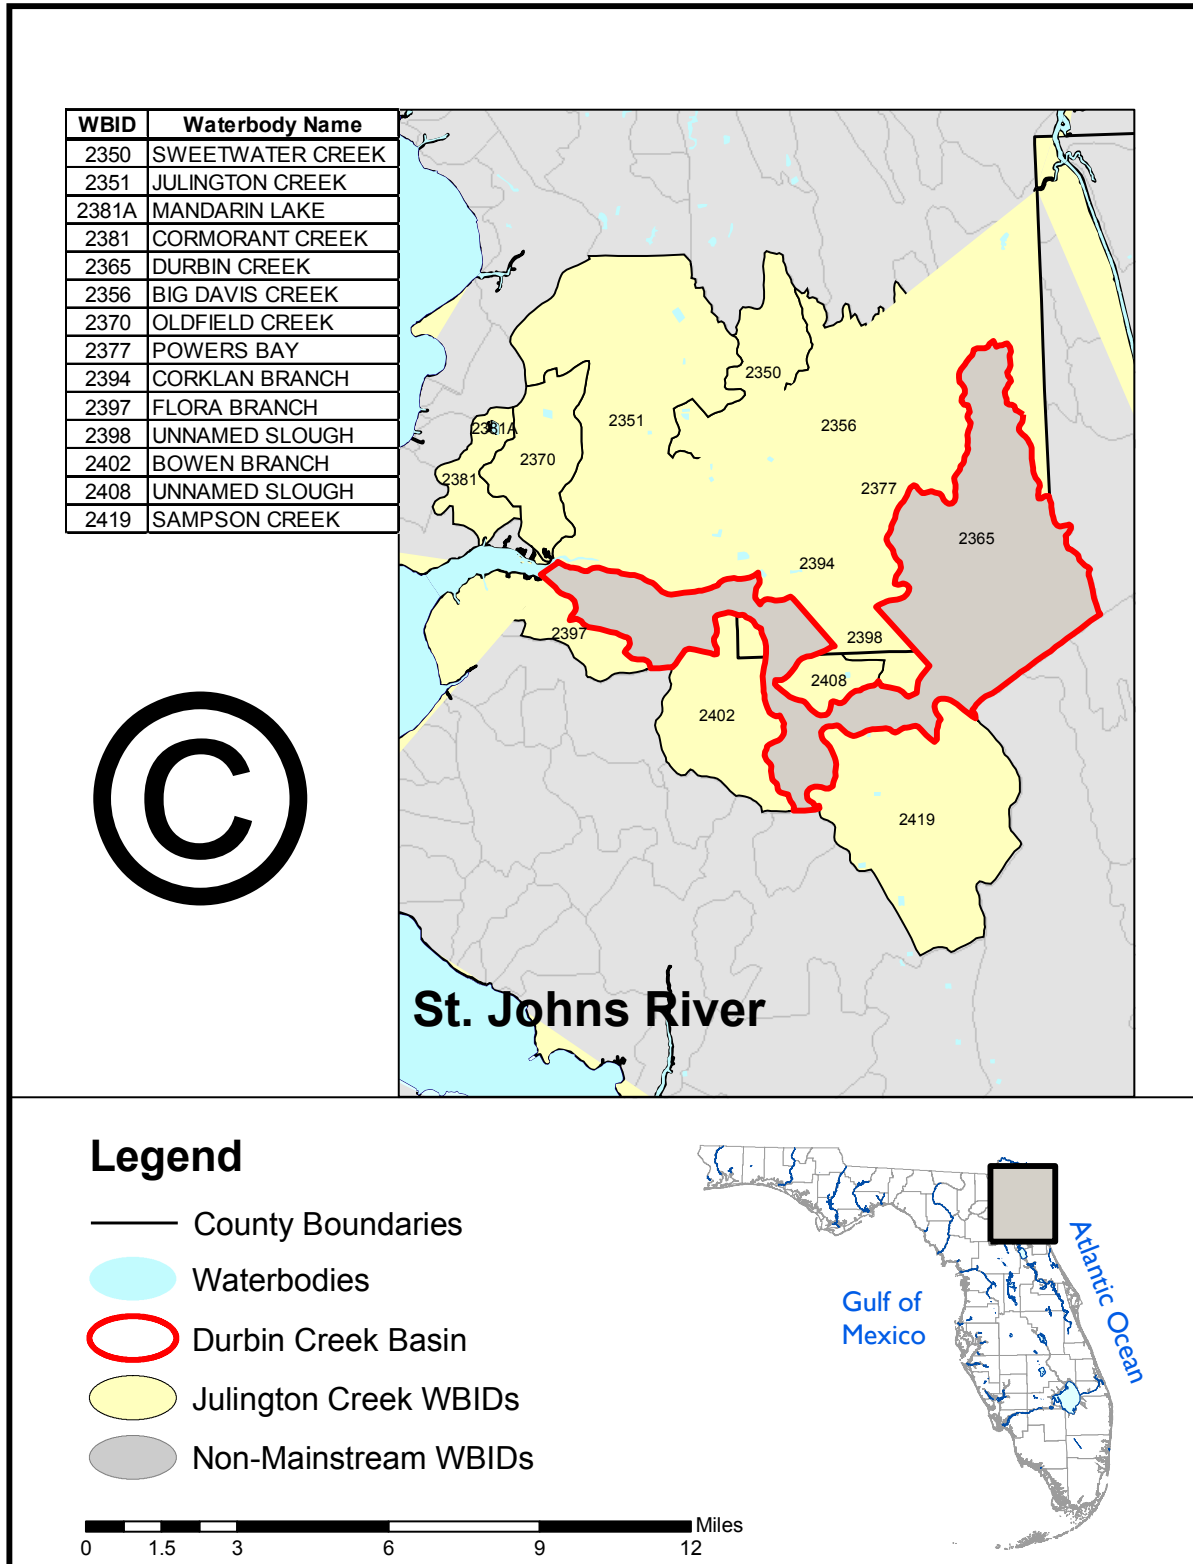 WBID Waterbody Name
2350 SWEETWATER CREEK
2351 JULINGTON CREEK
2381A MANDARIN LAKE
2381 CORMORANT CREEK
2365 DURBIN CREEK
2356 BIG DAVIS CREEK
2370 OLDFIELD CREEK
2377 POWERS BAY
2394 CORKLAN BRANCH
2397 FLORA BRANCH
2398 UNNAMED SLOUGH
2402 BOWEN BRANCH
2408 UNNAMED SLOUGH
2419 SAMPSON CREEK
2350
2351
2356
2381A
2370
2381
2377
2365
2394
2397
2398
2408
2402
2419
©
St. Johns River
Legend
County Boundaries
Waterbodies
Durbin Creek Basin
Julington Creek WBIDs
Non-Mainstream WBIDs
Miles
0 1.5 3 6 9 12
Gulf of
Mexico
Atlantic Ocean